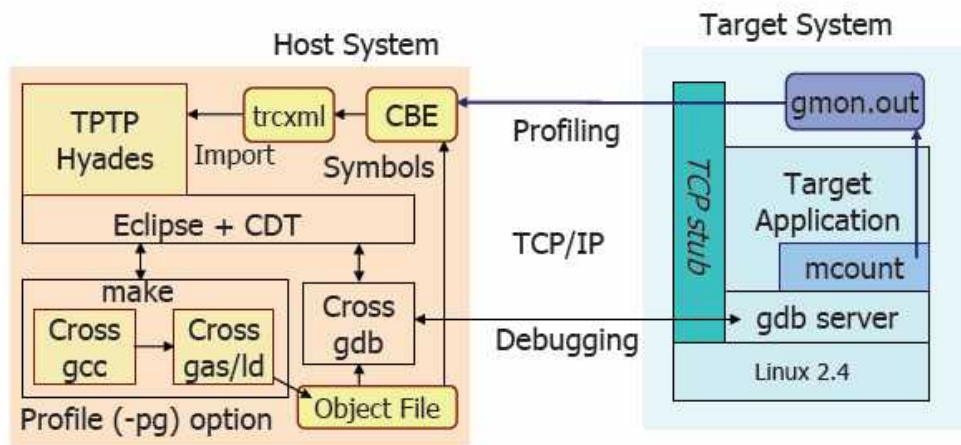 Host System
Target System
TPTP
Hyades
trcxml
CBE
Import
Symbols
Eclipse + CDT
make
Cross
gcc
Cross
gas/ld
Cross
gdb
Object File
Profile (-pg) option
Profiling
TCP/IP
Debugging
TCP stub
gmon.out
Target
Application
mcount
gdb server
Linux 2.4